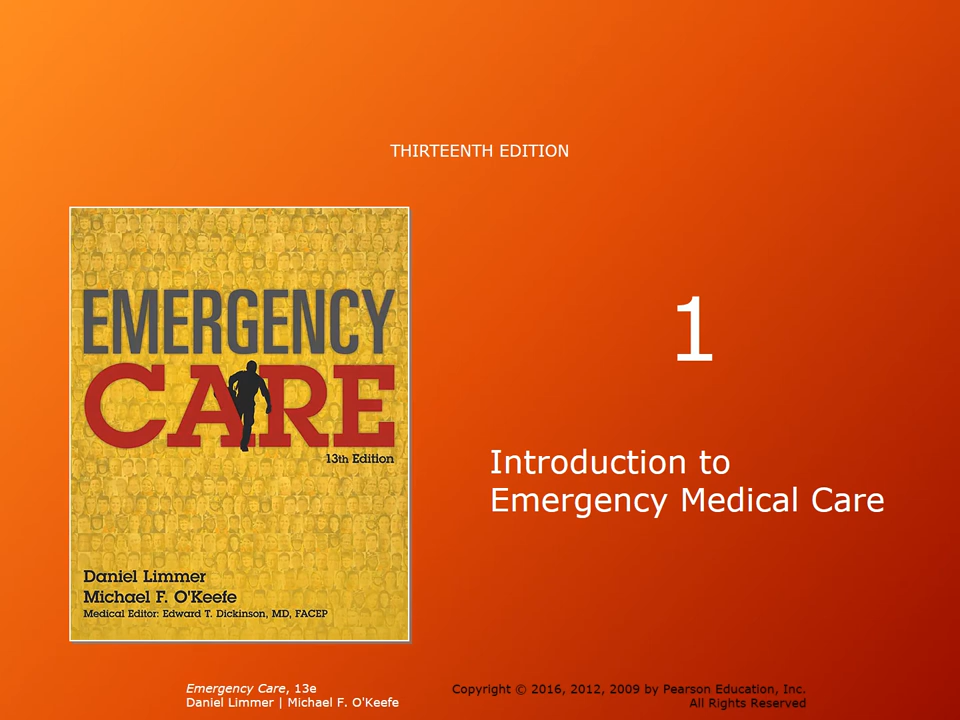 THIRTEENTH EDITION
EMERGENCY
CARE
13th Edition
Daniel Limmer
Michael F. O'Keefe
Medical Editor: Edward T. Dickinson, MD, FACEP
1
Introduction to
Emergency Medical Care
Emergency Care, 13e
Daniel Limmer | Michael F. O'Keefe
Copyright © 2016, 2012, 2009 by Pearson Education, Inc.
All Rights Reserved